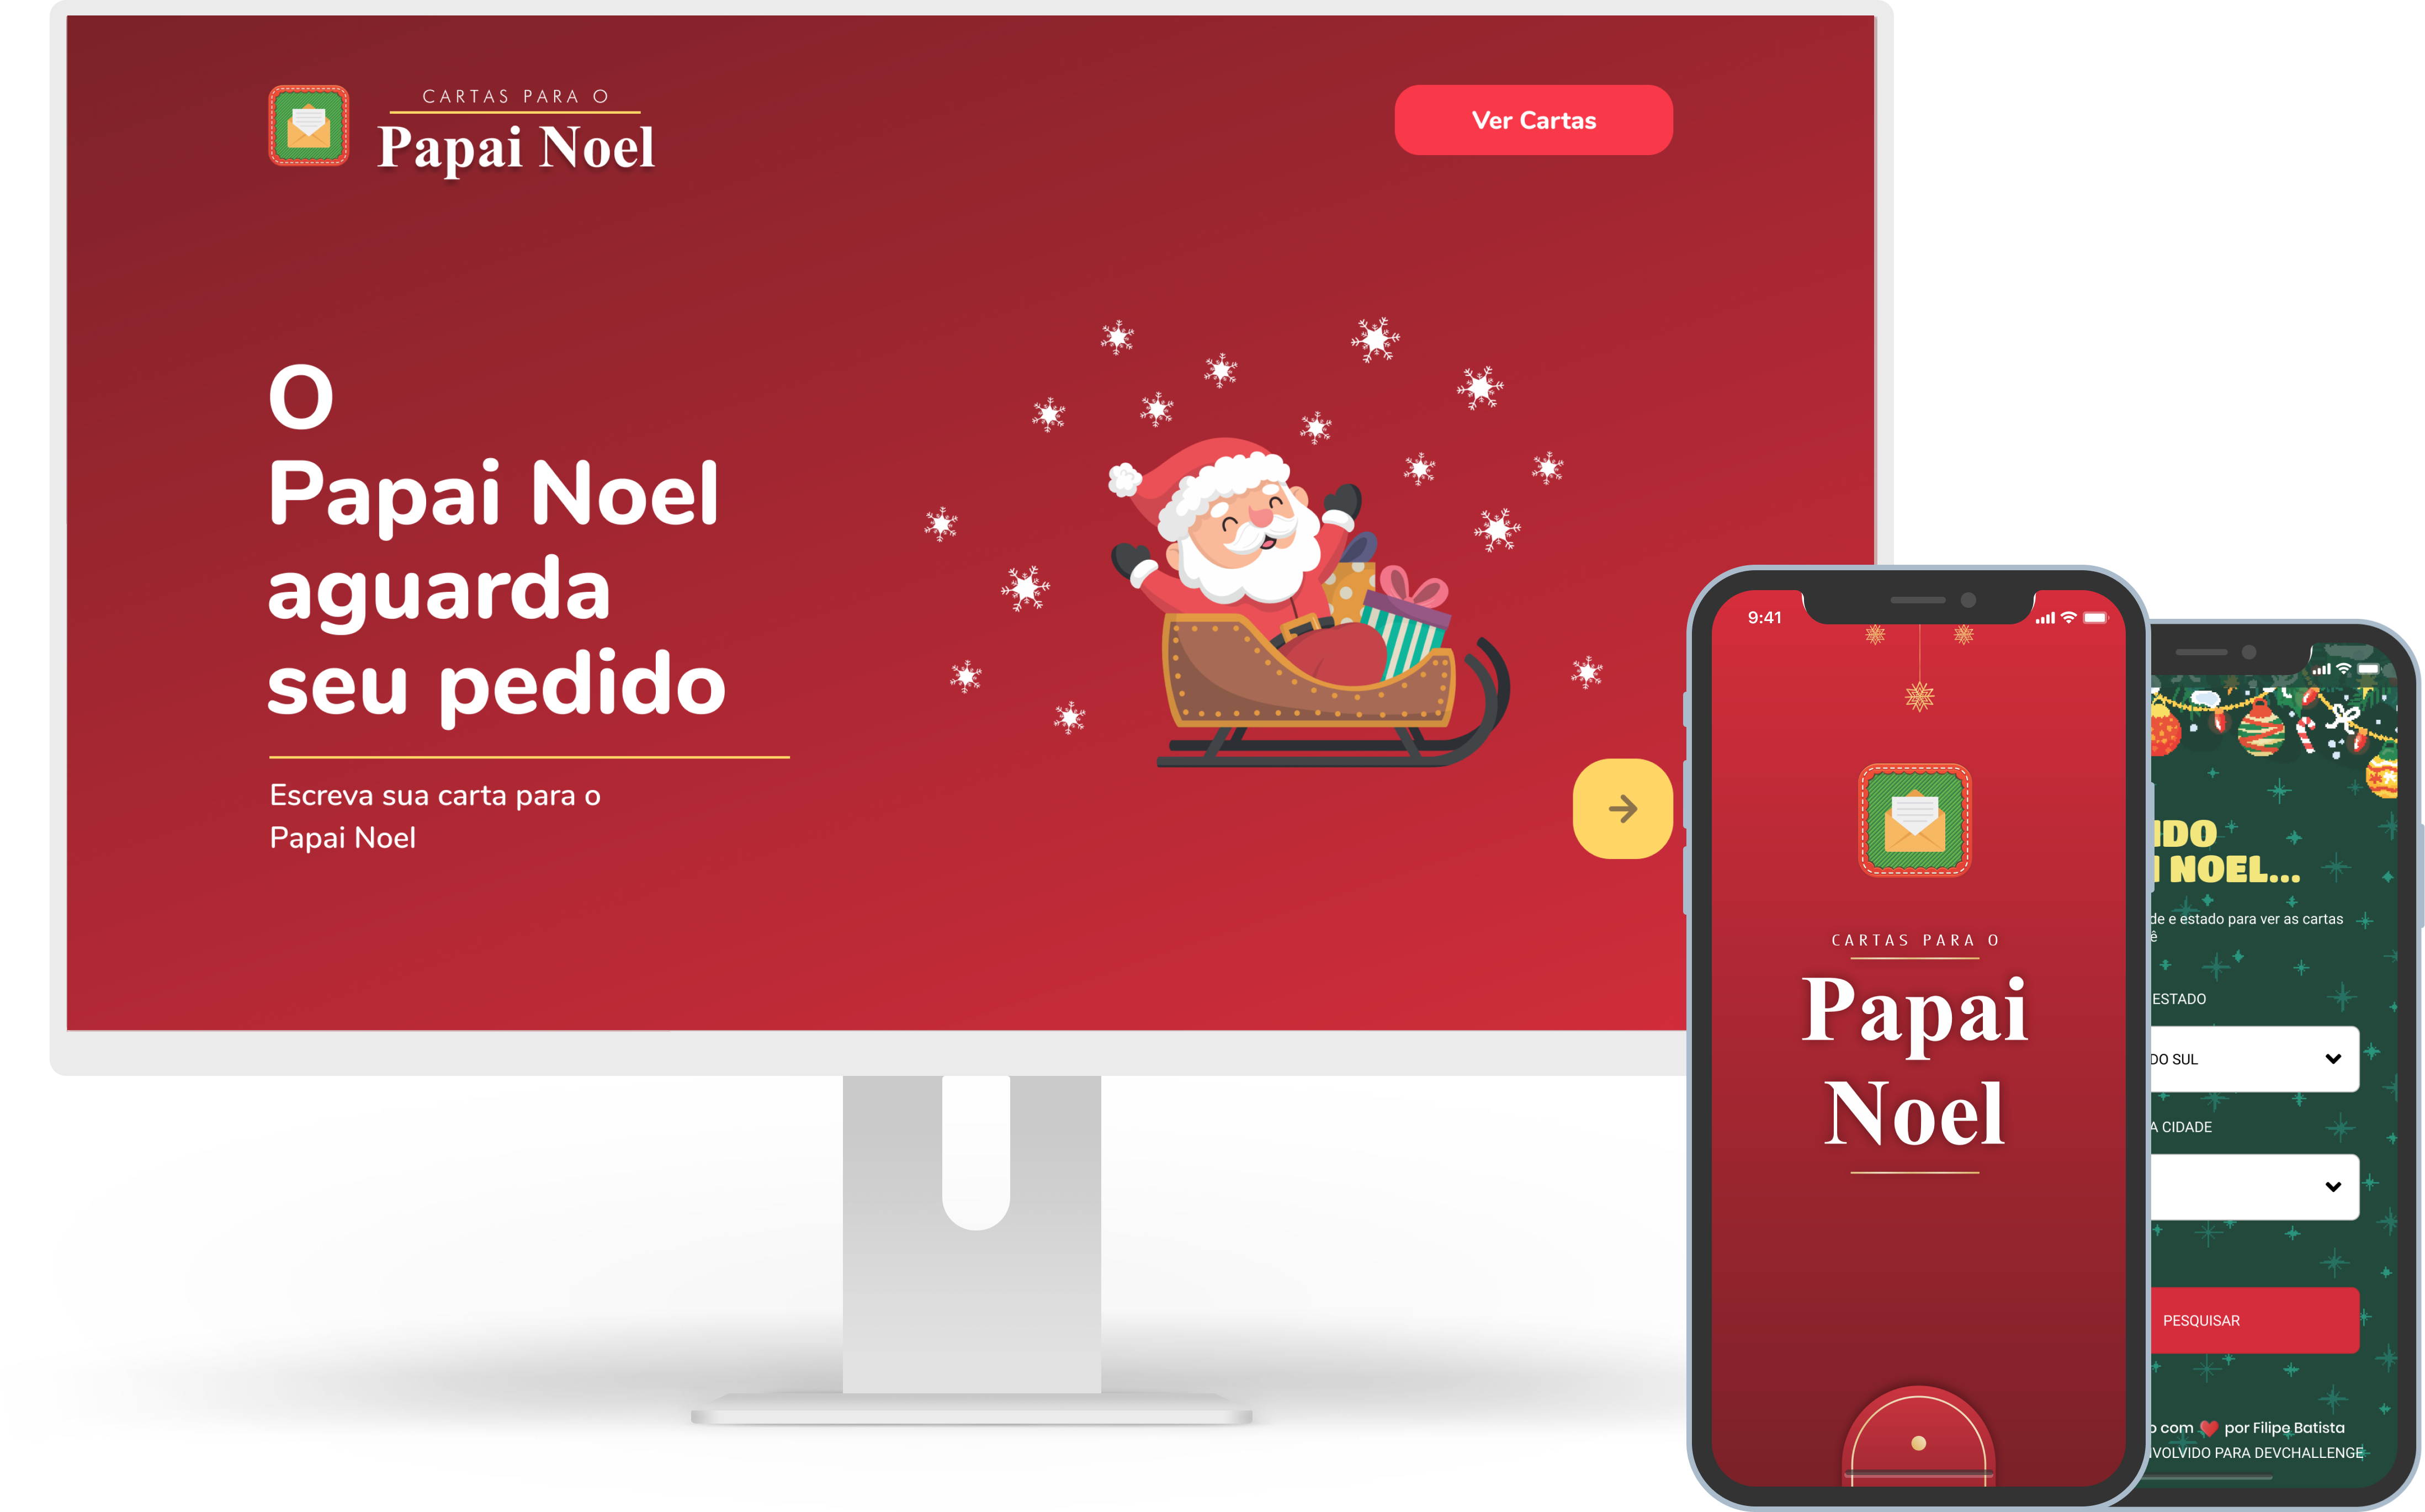 CARTAS PARA O
Papai Noel
Ver Cartas
O
Papai Noel
aguarda
seu pedido
Escreva sua carta para o
Papai Noel
9:41
CARTAS PARA O
Papai
Noel
NOEL...
e estado para ver as cartas
ESTADO
DO SUL
CIDADE
PESQUISAR
com ❤️ por Filipe Batista
PARA DEVCHALLENGE